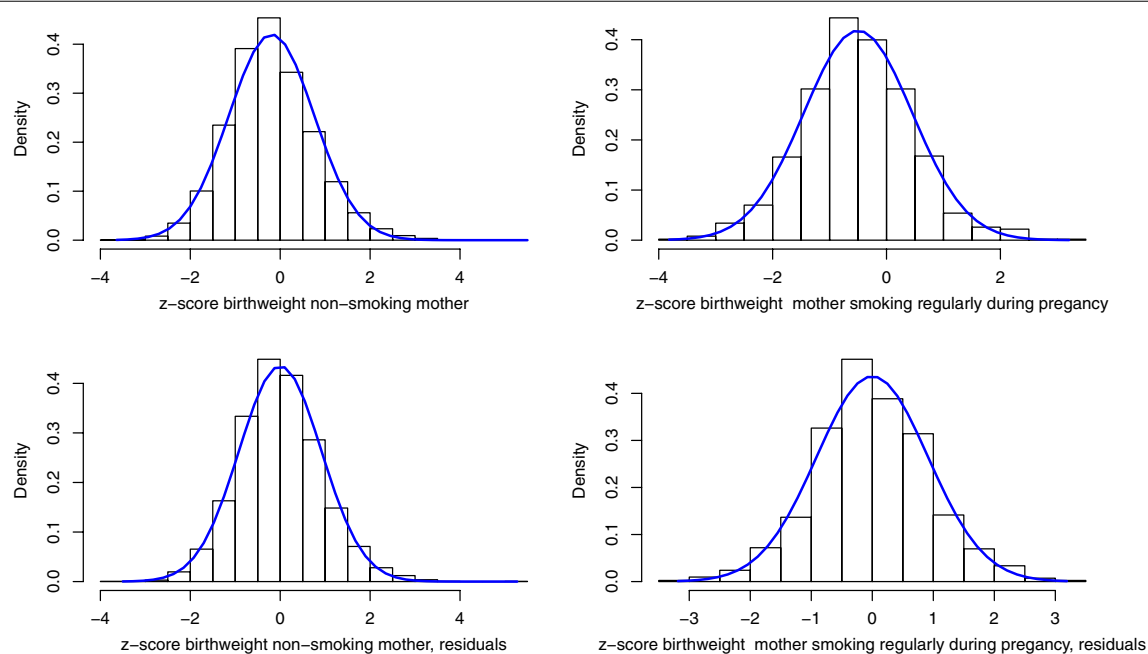 Density
0.0 0.1 0.2 0.3 0.4
−4 −2 0 2 4
z−score birthweight non−smoking mother
Density
0.0 0.1 0.2 0.3 0.4
−4 −2 0 2
z−score birthweight mother smoking regularly during pregancy
Density
0.0 0.1 0.2 0.3 0.4
−4 −2 0 2 4
z−score birthweight non−smoking mother, residuals
Density
0.0 0.1 0.2 0.3 0.4
−3 −2 −1 0 1 2 3
z−score birthweight mother smoking regularly during pregancy, residuals